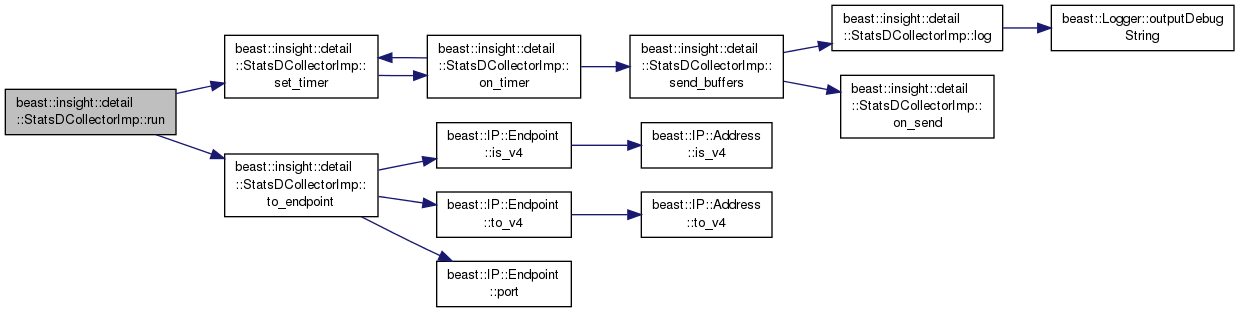 beast::insight::detail
::StatsDCollectorImp::run
beast::insight::detail
::StatsDCollectorImp::
set_timer
beast::insight::detail
::StatsDCollectorImp::
on_timer
beast::insight::detail
::StatsDCollectorImp::
send_buffers
beast::insight::detail
::StatsDCollectorImp::log
beast::Logger::outputDebug
String
beast::insight::detail
::StatsDCollectorImp::
on_send
beast::insight::detail
::StatsDCollectorImp::
to_endpoint
beast::IP::Endpoint
::is_v4
beast::IP::Address
::is_v4
beast::IP::Endpoint
::to_v4
beast::IP::Address
::to_v4
beast::IP::Endpoint
::port